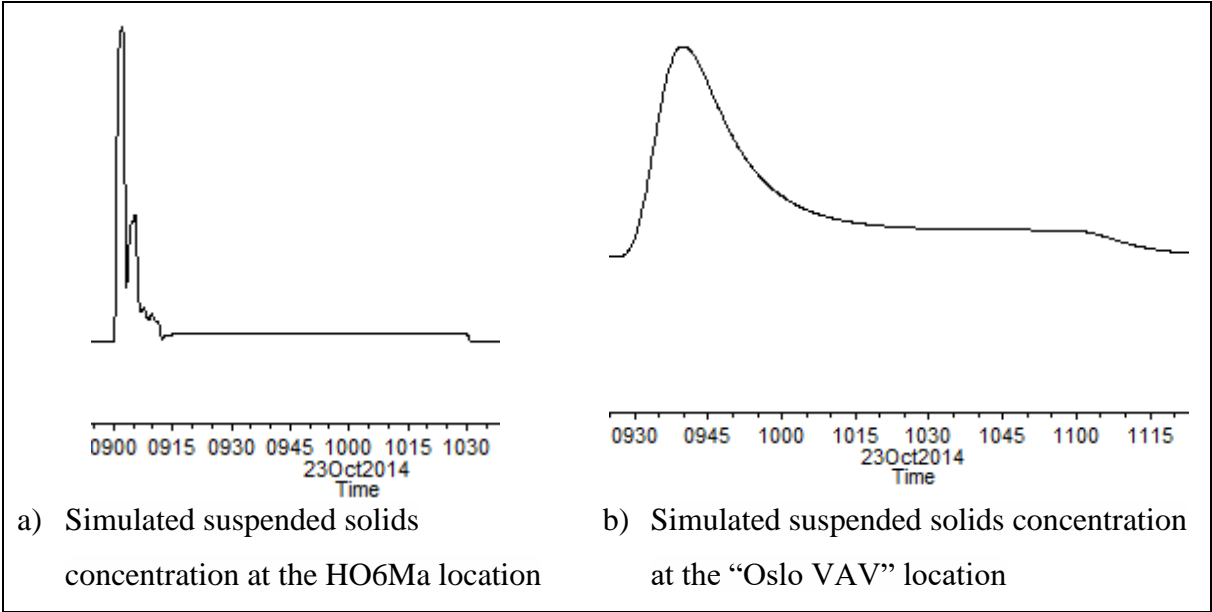 0900 0915 0930 0945 1000 1015 1030
23Oct2014
Time
0930 0945 1000 1015 1030 1045 1100 1115
23Oct2014
Time
a) Simulated suspended solids
concentration at the HO6Ma location
b) Simulated suspended solids concentration
at the “Oslo VAV” location